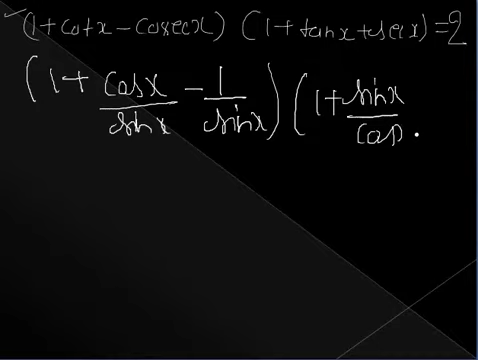 ✓ (1 + cotx - cosecx) (1 + tanx + secx) = 2
(1 + cosx/sinx - 1/sinx) (1 + sinx/cos